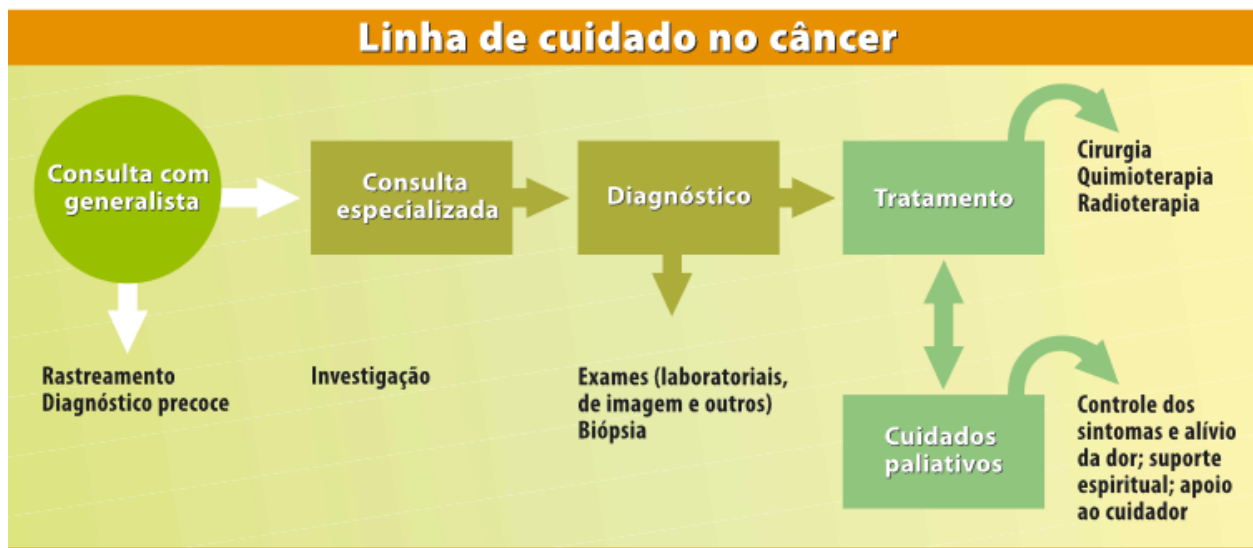 Linha de cuidado no câncer
Consulta com
generalista
Rastreamento
Diagnóstico precoce
Consulta
especializada
Investigação
Diagnóstico
Exames (laboratoriais,
de imagem e outros)
Biópsia
Tratamento
Cirurgia
Quimioterapia
Radioterapia
Cuidados
paliativos
Controle dos
sintomas e alívio
da dor; suporte
espiritual; apoio
ao cuidador